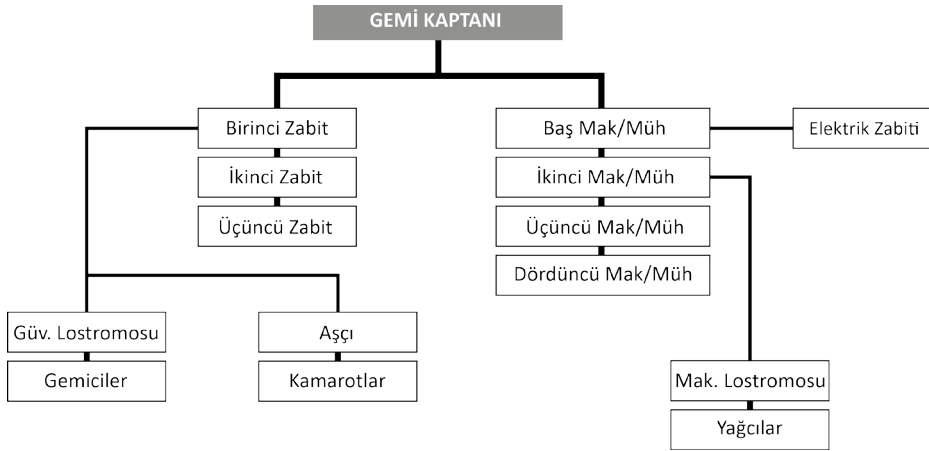 GEMİ KAPTANI
Birinci Zabit
Baş Mak/Müh
Elektrik Zabiti
İkinci Zabit
İkinci Mak/Müh
Üçüncü Zabit
Üçüncü Mak/Müh
Dördüncü Mak/Müh
Güv. Lostromosu
Aşçı
Gemiciler
Kamarotlar
Mak. Lostromosu
Yağcılar